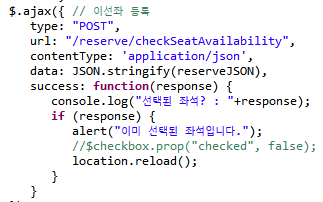 $.ajax({ // 이선좌 등록
type: "POST",
url: "/reserve/checkSeatAvailability",
contentType: 'application/json',
data: JSON.stringify(reserveJSON),
success: function(response) {
console.log("선택된 좌석? : "+response);
if (response) {
alert("이미 선택된 좌석입니다.");
//$checkbox.prop("checked", false);
location.reload();
}
}